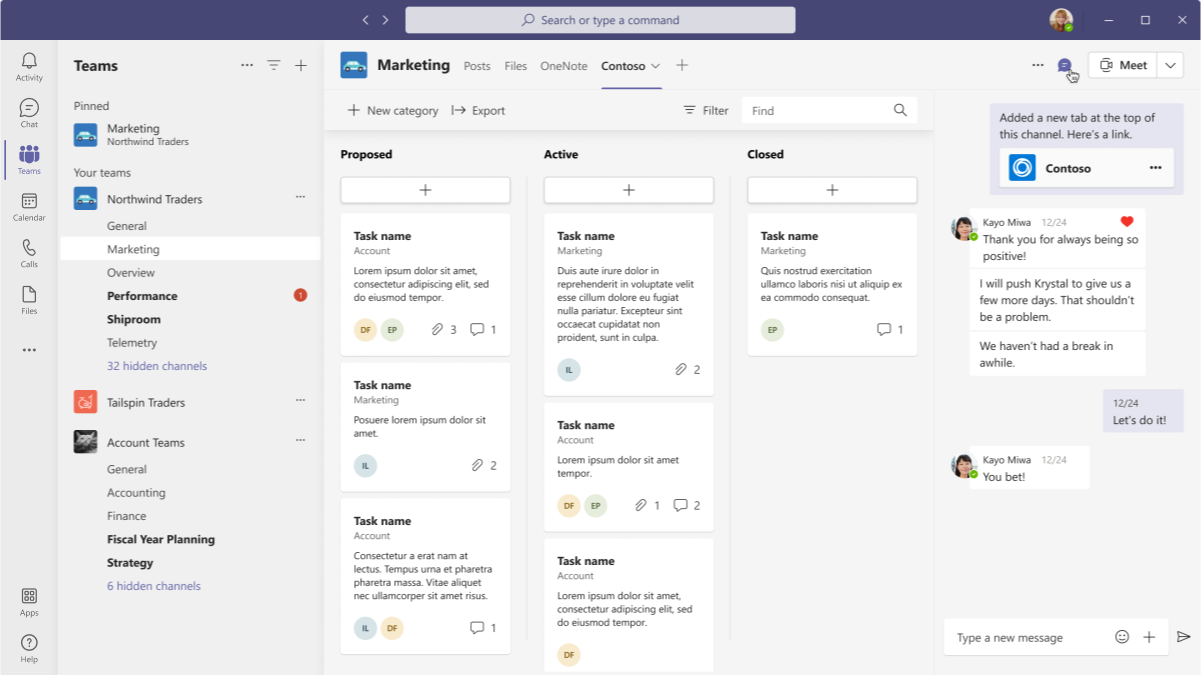 Search or type a command
Activity
Chat
Teams
Calendar
Calls
Files
Apps
Help
Teams
Pinned
Marketing
Northwind Traders
Your teams
Northwind Traders
General
Marketing
Overview
Performance
1
Shiproom
Telemetry
32 hidden channels
Tailspin Traders
Account Teams
General
Accounting
Finance
Fiscal Year Planning
Strategy
6 hidden channels
Marketing
Posts
Files
OneNote
Contoso
Meet
New category
Export
Filter
Find
Proposed
Task name
Account
Lorem ipsum dolor sit amet,
consectetur adipiscing elit, sed
do eiusmod tempor.
DF EP 3 1
Task name
Marketing
Posuere lorem ipsum dolor sit
amet.
IL 2
Task name
Account
Consectetur a erat nam at
lectus. Tempus urna et pharetra
pharetra massa. Vitae aliquet
nec ullamcorper sit amet risus.
IL DF 1
Active
Task name
Marketing
Duis aute irure dolor in
reprehenderit in voluptate velit
esse cillum dolore eu fugiat
nulla pariatur. Excepteur sint
occaecat cupidatat non
proident, sunt in culpa.
IL 2
Task name
Account
Lorem ipsum dolor sit amet
tempor.
DF EP 1 2
Task name
Account
Lorem ipsum dolor sit amet,
consectetur adipiscing elit, sed
do eiusmod tempor.
DF
Closed
Task name
Marketing
Quis nostrud exercitation
ullamco laboris nisi ut aliquip ex
ea commodo consequat.
EP 1
Added a new tab at the top of
this channel. Here's a link.
Contoso
Kayo Miwa 12/24
Thank you for always being so
positive!
I will push Krystal to give us a
few more days. That shouldn't
be a problem.
We haven't had a break in
awhile.
12/24
Let's do it!
Kayo Miwa 12/24
You bet!
Type a new message